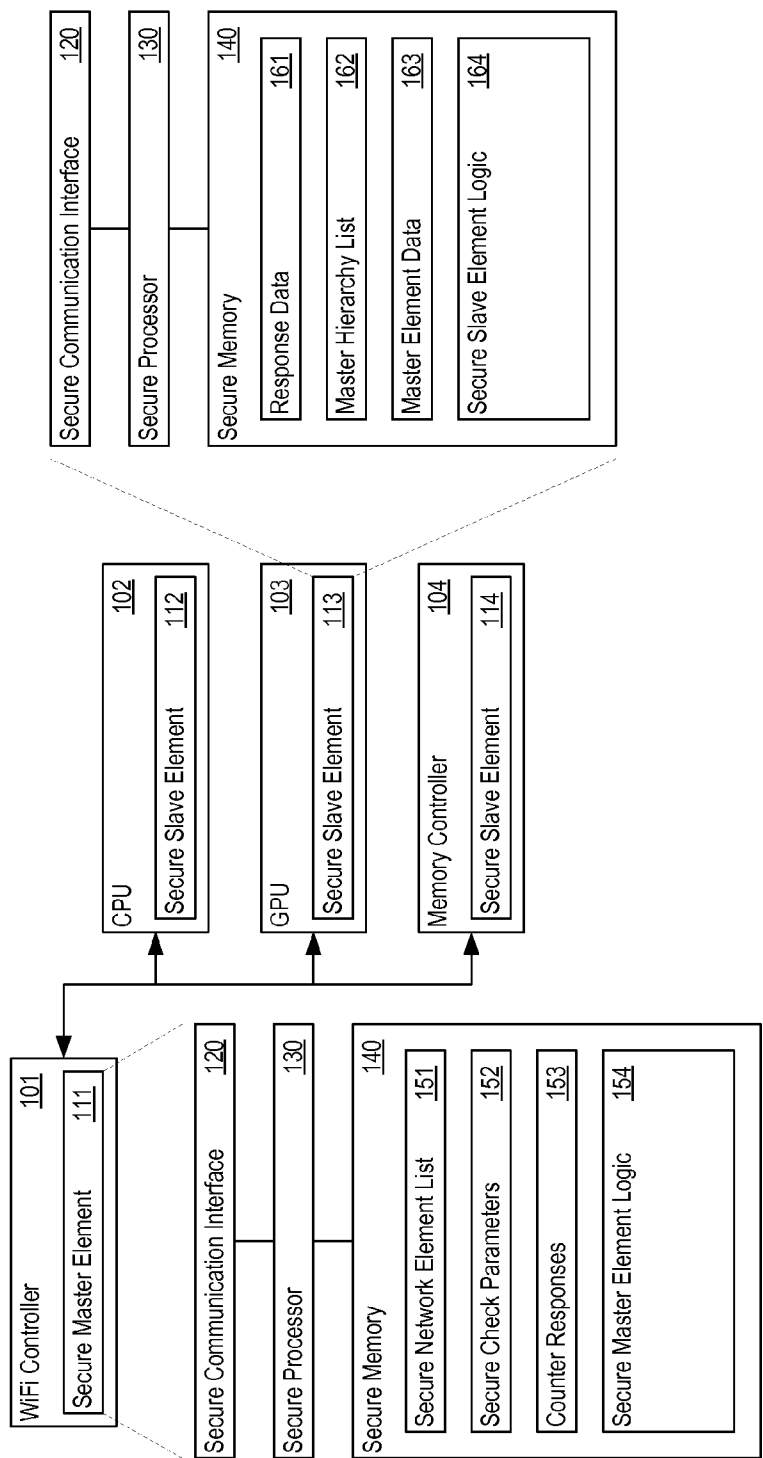 WiFi Controller 101
Secure Master Element 111
Secure Communication Interface 120
Secure Processor 130
Secure Memory 140
Secure Network Element List 151
Secure Check Parameters 152
Counter Responses 153
Secure Master Element Logic 154
CPU 102
Secure Slave Element 112
GPU 103
Secure Slave Element 113
Memory Controller 104
Secure Slave Element 114
Secure Communication Interface 120
Secure Processor 130
Secure Memory 140
Response Data 161
Master Hierarchy List 162
Master Element Data 163
Secure Slave Element Logic 164